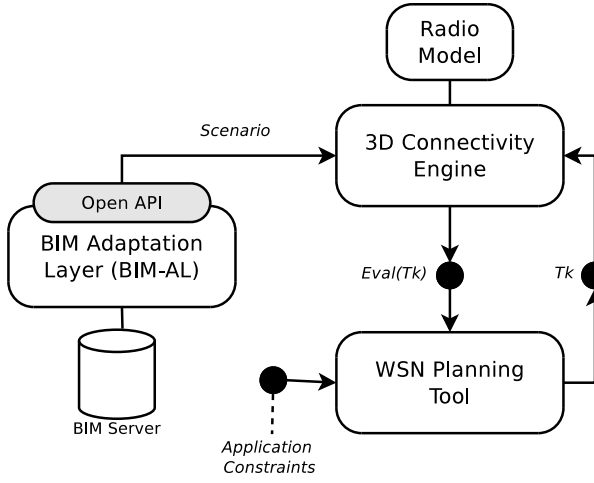 Radio
Model
Scenario
3D Connectivity
Engine
Open API
BIM Adaptation
Layer (BIM-AL)
Eval(Tk)
Tk
WSN Planning
Tool
BIM Server
Application
Constraints